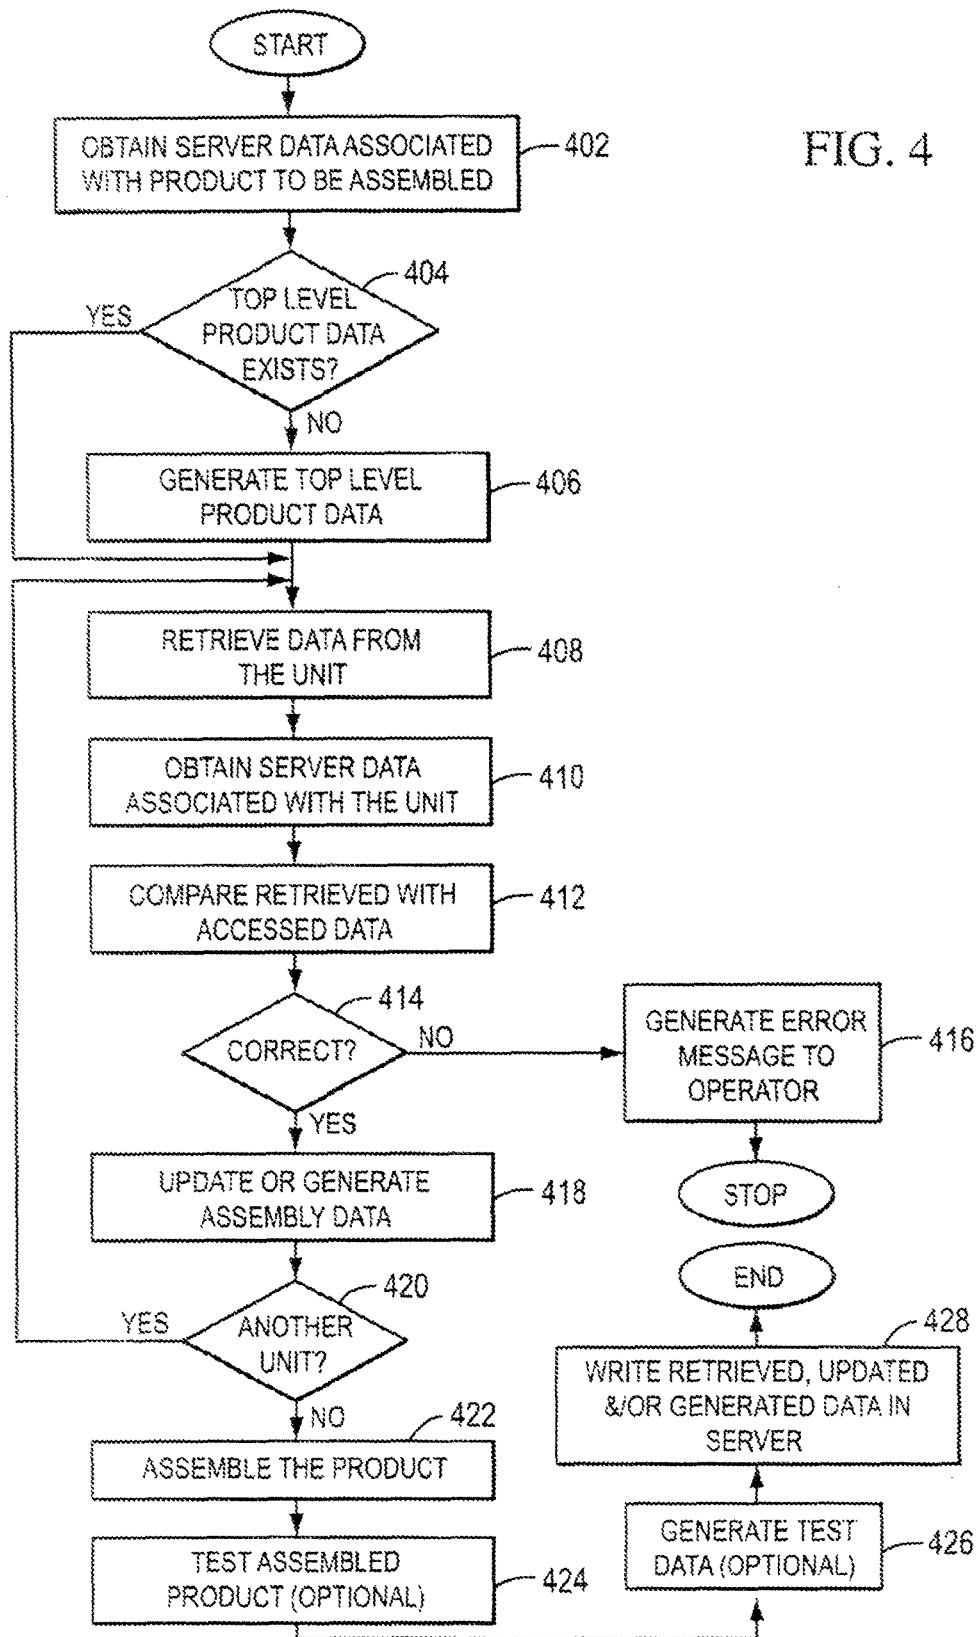 START
OBTAIN SERVER DATA ASSOCIATED
WITH PRODUCT TO BE ASSEMBLED
402
FIG. 4
404
TOP LEVEL
PRODUCT DATA
EXISTS?
YES
NO
GENERATE TOP LEVEL
PRODUCT DATA
406
RETRIEVE DATA FROM
THE UNIT
408
OBTAIN SERVER DATA
ASSOCIATED WITH THE UNIT
410
COMPARE RETRIEVED WITH
ACCESSED DATA
412
414
CORRECT?
NO
YES
GENERATE ERROR
MESSAGE TO
OPERATOR
416
STOP
UPDATE OR GENERATE
ASSEMBLY DATA
418
420
ANOTHER
UNIT?
YES
NO
422
ASSEMBLE THE PRODUCT
TEST ASSEMBLED
PRODUCT (OPTIONAL)
424
GENERATE TEST
DATA (OPTIONAL)
426
428
WRITE RETRIEVED, UPDATED
&/OR GENERATED DATA IN
SERVER
END